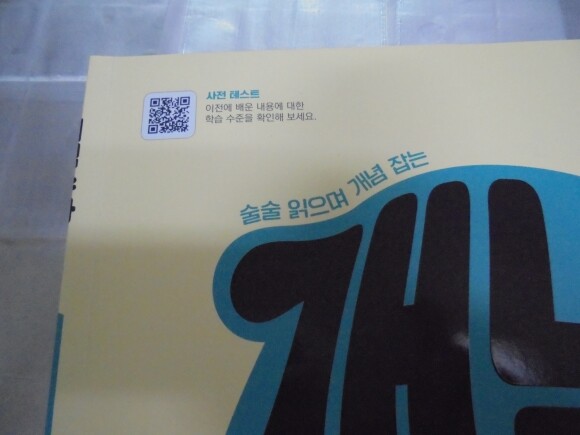 사전 테스트
이전에 배운 내용에 대한
학습 수준을 확인해 보세요.
술술 읽으며 개념 잡는